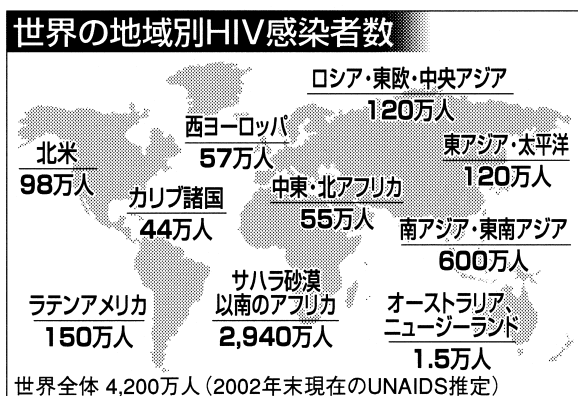 世界の地域別HIV感染者数
ロシア・東欧・中央アジア
120万人
西ヨーロッパ
57万人
東アジア・太平洋
120万人
北米
98万人
カリブ諸国
44万人
中東・北アフリカ
55万人
南アジア・東南アジア
600万人
ラテンアメリカ
150万人
サハラ砂漠
以南のアフリカ
2,940万人
オーストラリア、
ニュージーランド
1.5万人
世界全体 4,200万人（2002年末現在のUNAIDS推定）